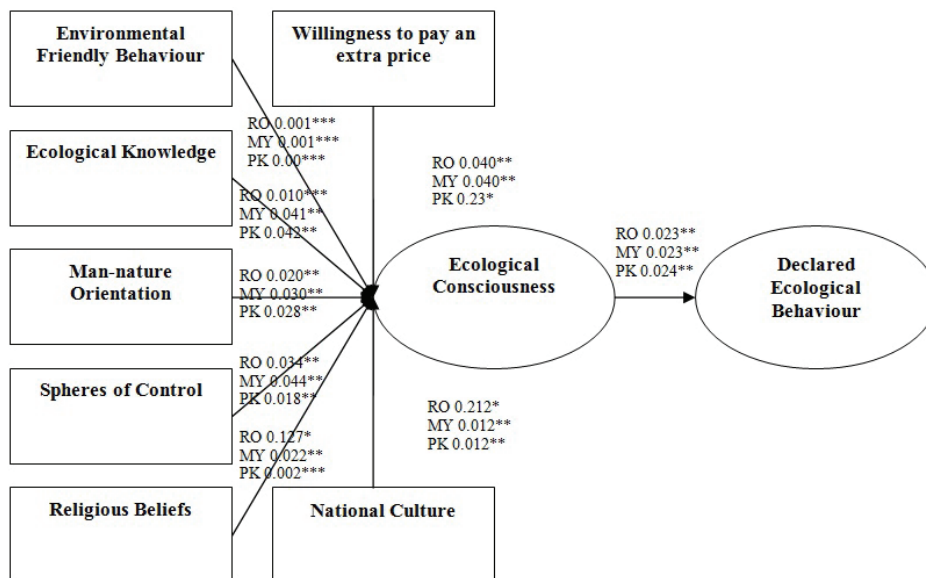 Environmental
Friendly Behaviour
Willingness to pay an
extra price
RO 0.001***
MY 0.001***
PK 0.00***
Ecological Knowledge
RO 0.010***
MY 0.041**
PK 0.042**
RO 0.040**
MY 0.040**
PK 0.23*
Man-nature
Orientation
RO 0.020**
MY 0.030**
PK 0.028**
Ecological
Consciousness
RO 0.023**
MY 0.023**
PK 0.024**
Declared
Ecological
Behaviour
Spheres of Control
RO 0.034**
MY 0.044**
PK 0.018**
RO 0.212*
MY 0.012**
PK 0.012**
RO 0.127*
MY 0.022**
PK 0.002***
Religious Beliefs
National Culture